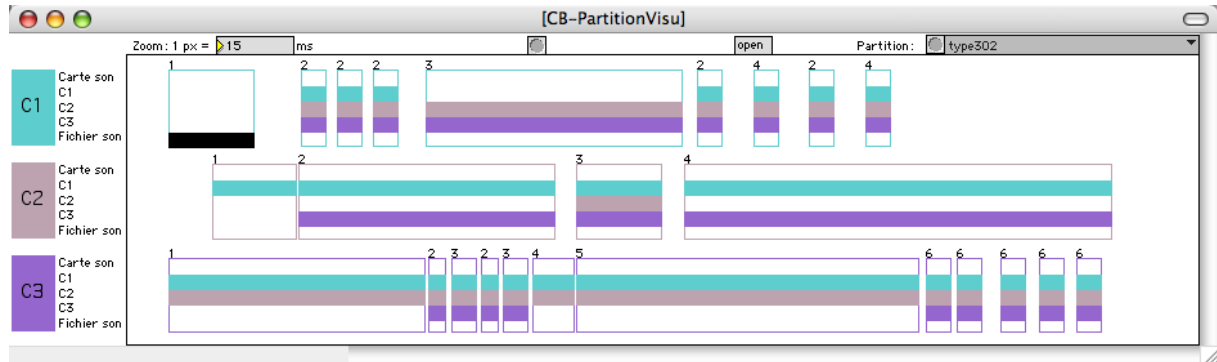 [CB-PartitionVisu]
Zoom: 1 px = 15 ms open Partition: type302
1 2 2 2 3 2 4 2 4
Carte son
C1
C1
C2
C3
Fichier son
1 2 3 4
Carte son
C2
C1
C2
C3
Fichier son
1 2 3 2 3 4 5 6 6 6 6 6
Carte son
C3
C1
C2
C3
Fichier son